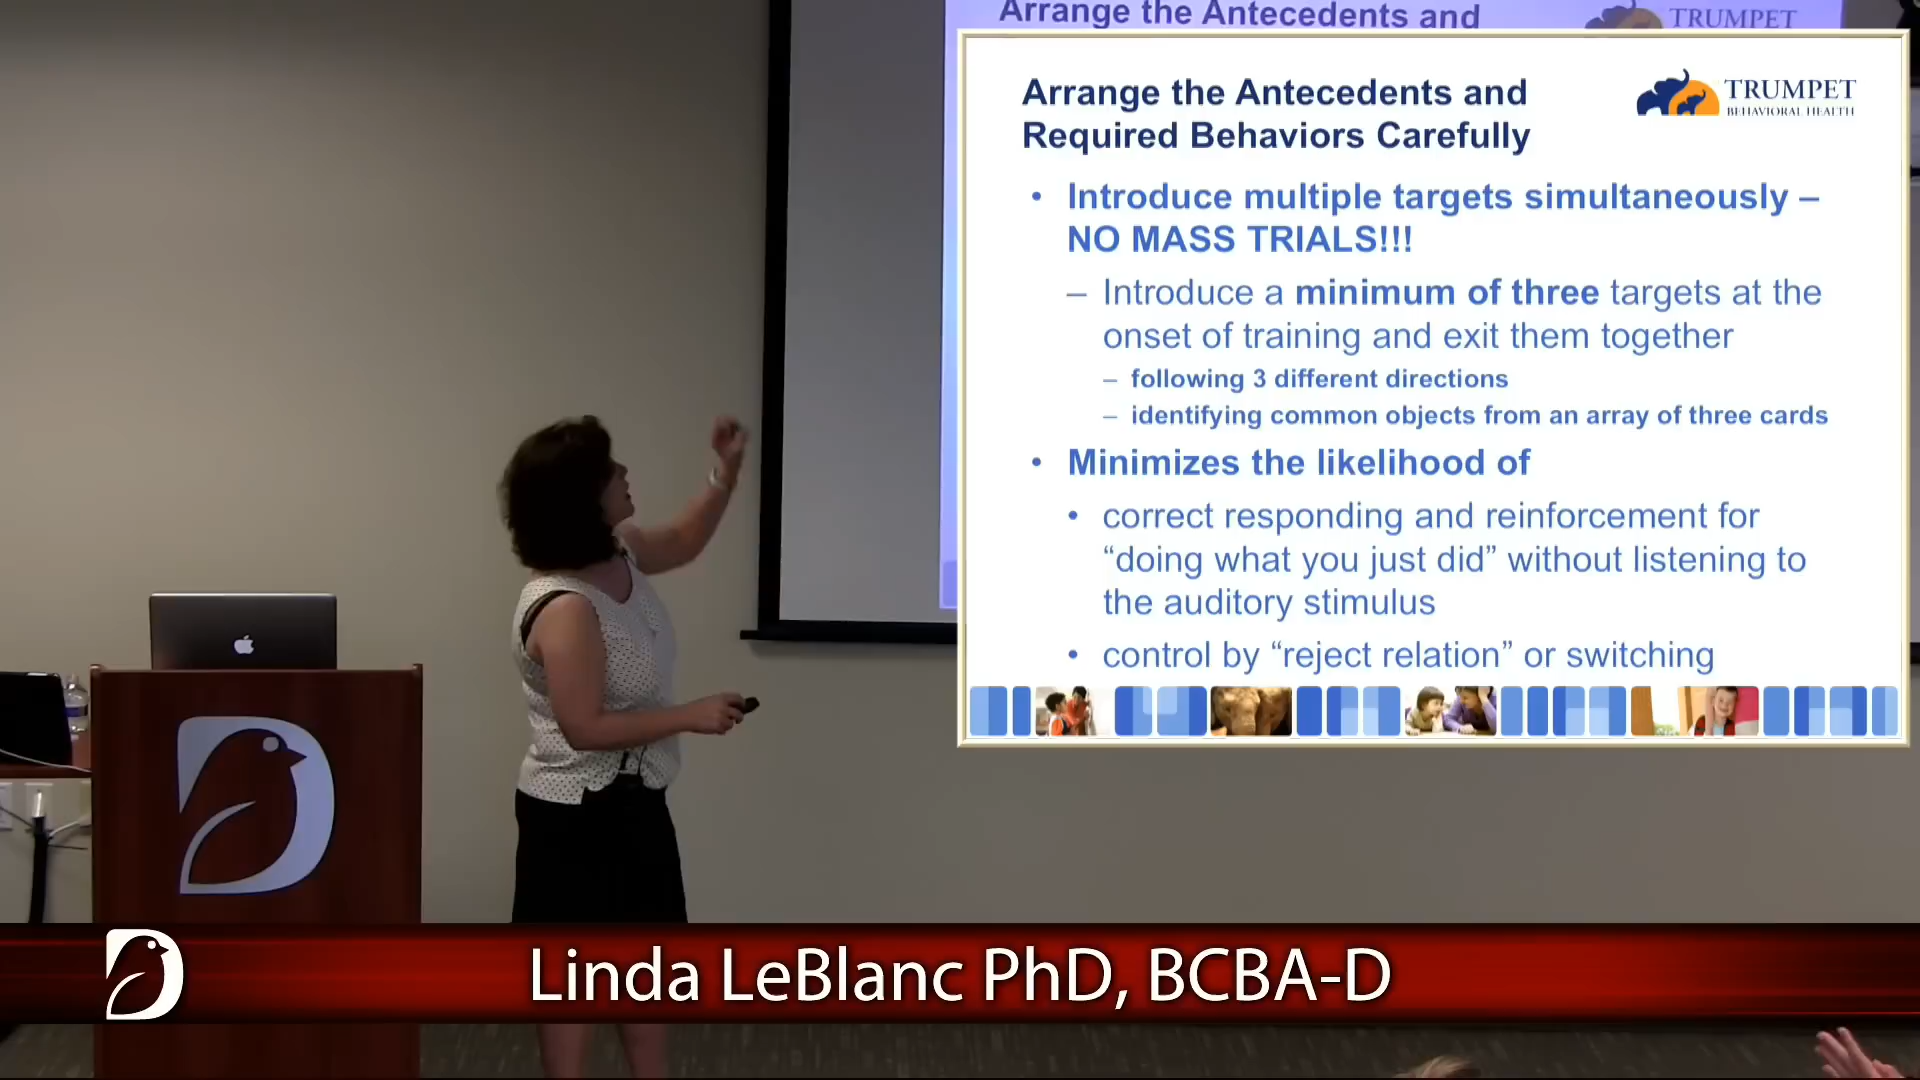 Arrange the Antecedents and
TRUMPET
Arrange the Antecedents and
Required Behaviors Carefully
TRUMPET
BEHAVIORAL HEALTH
• Introduce multiple targets simultaneously –
NO MASS TRIALS!!!
– Introduce a minimum of three targets at the
onset of training and exit them together
– following 3 different directions
– identifying common objects from an array of three cards
• Minimizes the likelihood of
• correct responding and reinforcement for
“doing what you just did” without listening to
the auditory stimulus
• control by “reject relation” or switching
Linda LeBlanc PhD, BCBA-D